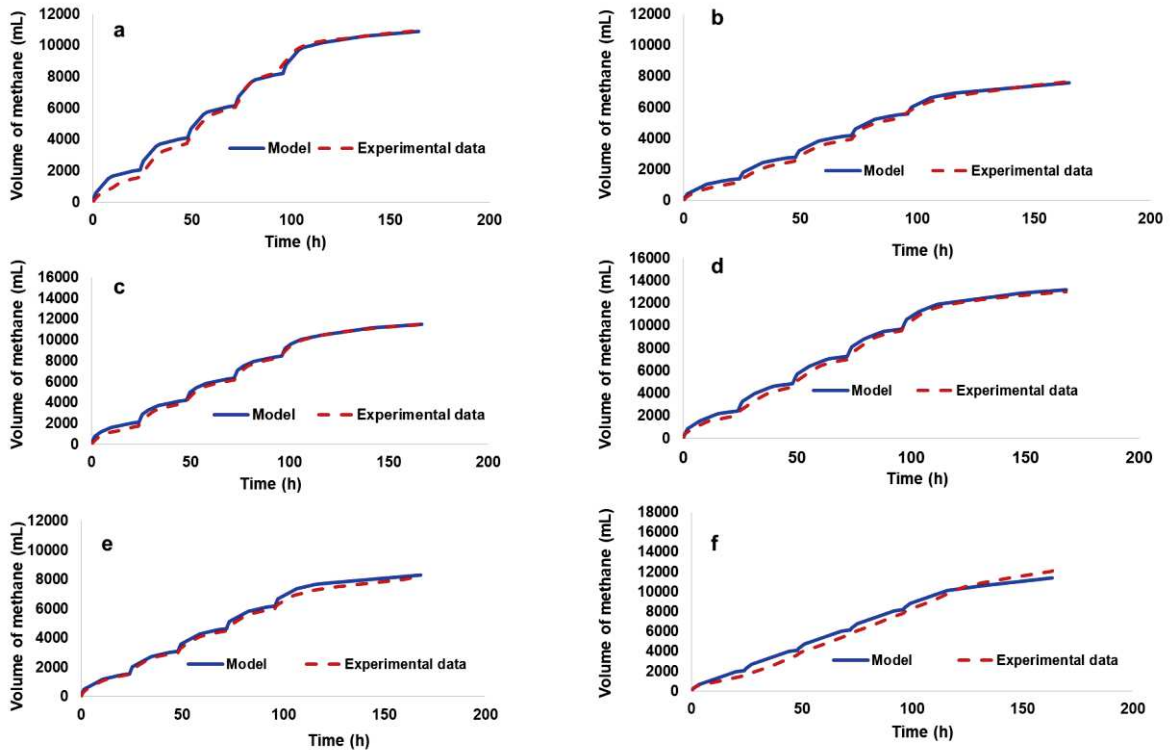 a
Volume of methane (mL)
12000
10000
8000
6000
4000
2000
0
Model
Experimental data
0 50 100 150 200
Time (h)
b
Volume of methane (mL)
12000
10000
8000
6000
4000
2000
0
Model
Experimental data
0 50 100 150 200
Time (h)
c
Volume of methane (mL)
16000
14000
12000
10000
8000
6000
4000
2000
0
Model
Experimental data
0 50 100 150 200
Time (h)
d
Volume of methane (mL)
16000
14000
12000
10000
8000
6000
4000
2000
0
Model
Experimental data
0 50 100 150 200
Time (h)
e
Volume of methane (mL)
12000
10000
8000
6000
4000
2000
0
Model
Experimental data
0 50 100 150 200
Time (h)
f
Volume of methane (mL)
18000
16000
14000
12000
10000
8000
6000
4000
2000
0
Model
Experimental data
0 50 100 150 200
Time (h)